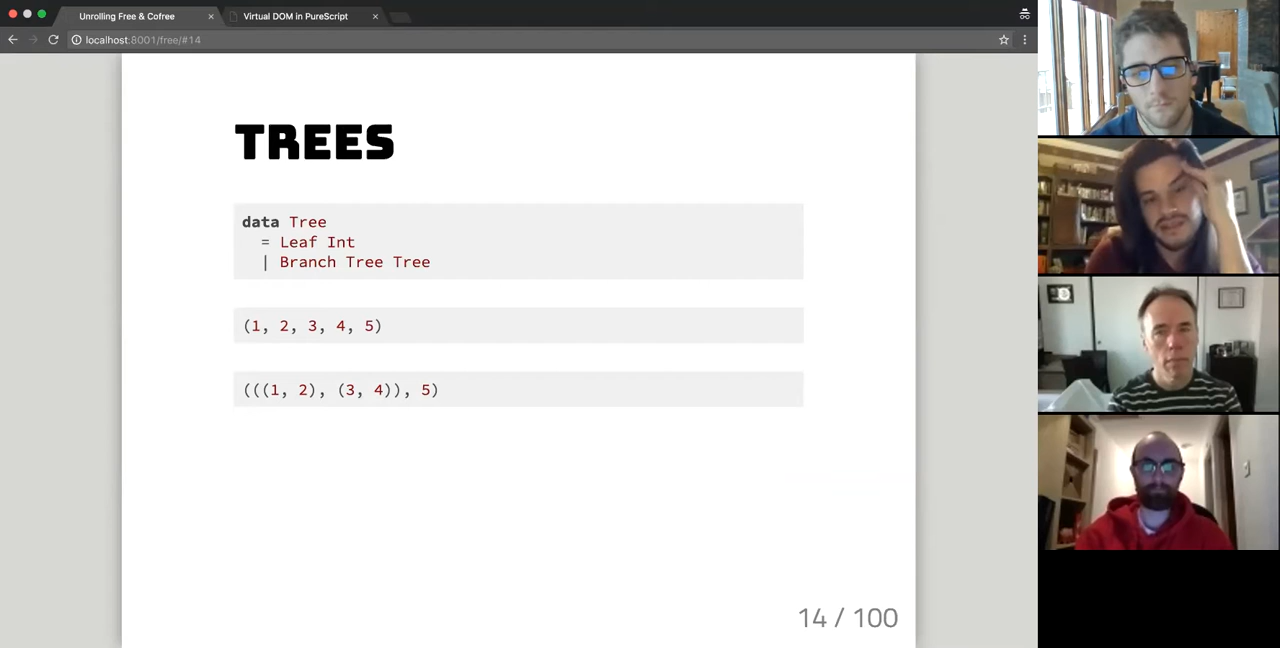 Unrolling Free & Cofree
Virtual DOM in PureScript
localhost:8001/free/#14
TREES
data Tree
= Leaf Int
| Branch Tree Tree
(1, 2, 3, 4, 5)
(((1, 2), (3, 4)), 5)
14 / 100